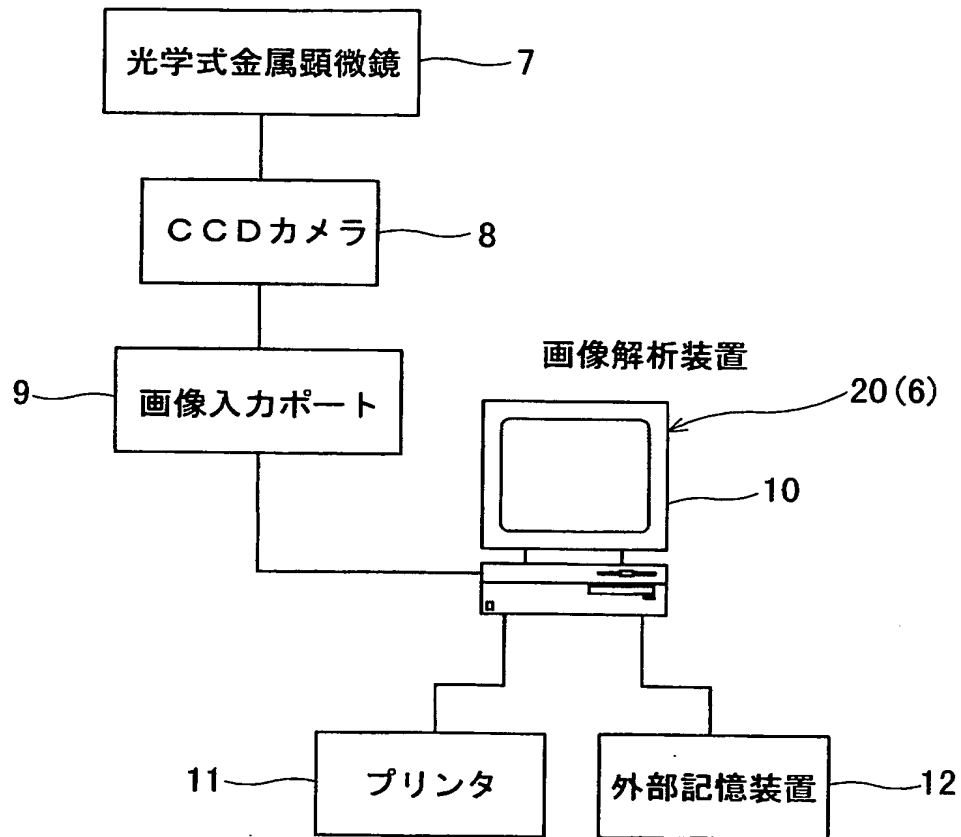 光学式金属顕微鏡
7
CCDカメラ
8
9
画像入力ポート
画像解析装置
20(6)
10
11
プリンタ
外部記憶装置
12